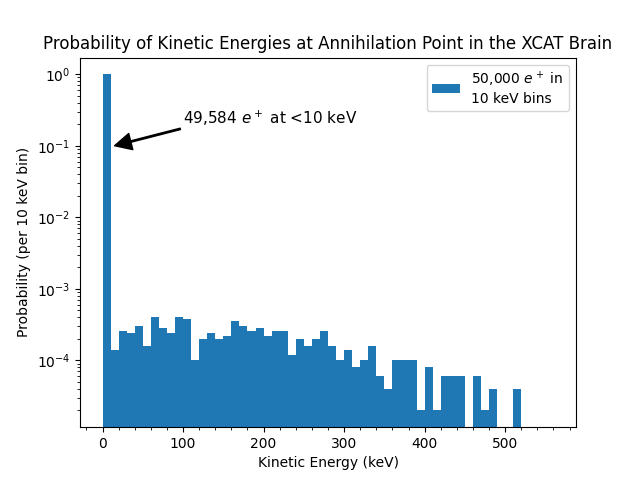 Probability of Kinetic Energies at Annihilation Point in the XCAT Brain
50,000 e⁺ in
10 keV bins
49,584 e⁺ at <10 keV
Probability (per 10 keV bin)
10⁰
10⁻¹
10⁻²
10⁻³
10⁻⁴
0 100 200 300 400 500
Kinetic Energy (keV)